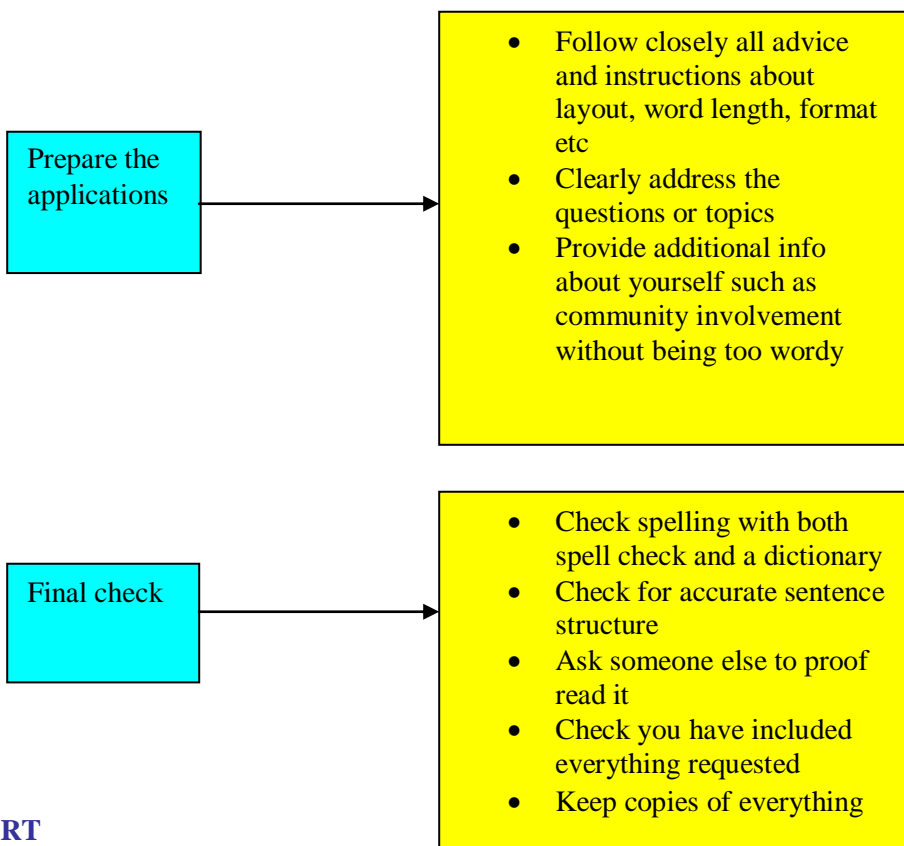 Prepare the
applications
• Follow closely all advice
and instructions about
layout, word length, format
etc
• Clearly address the
questions or topics
• Provide additional info
about yourself such as
community involvement
without being too wordy
Final check
• Check spelling with both
spell check and a dictionary
• Check for accurate sentence
structure
• Ask someone else to proof
read it
• Check you have included
everything requested
• Keep copies of everything
RT